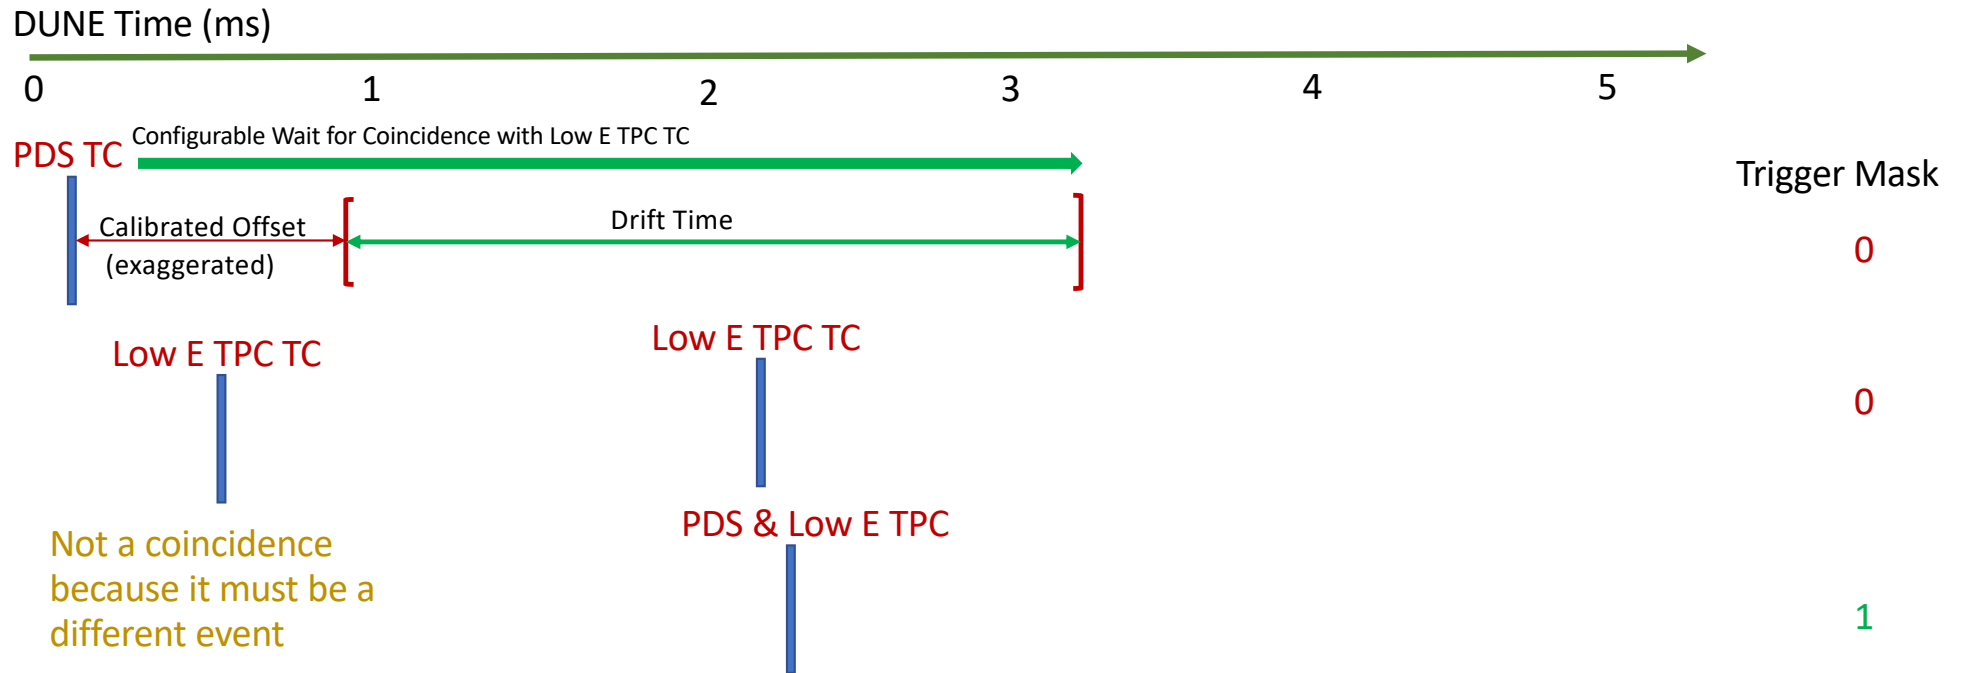 DUNE Time (ms)
0 1 2 3 4 5
Configurable Wait for Coincidence with Low E TPC TC
PDS TC
Trigger Mask
Calibrated Offset
(exaggerated)
Drift Time
0
Low E TPC TC
Low E TPC TC
0
PDS & Low E TPC
Not a coincidence
because it must be a
different event
1